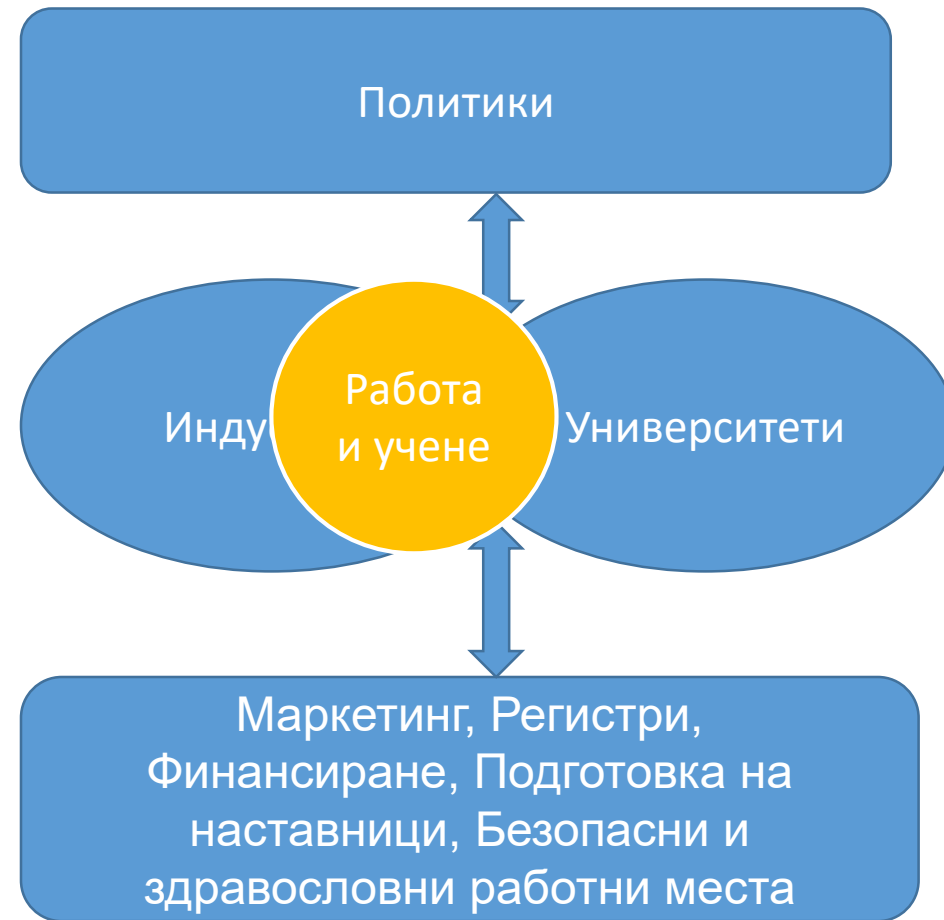 Политики
Инду
Работа
и учене
Университети
Маркетинг, Регистри,
Финансиране, Подготовка на
наставници, Безопасни и
здравословни работни места